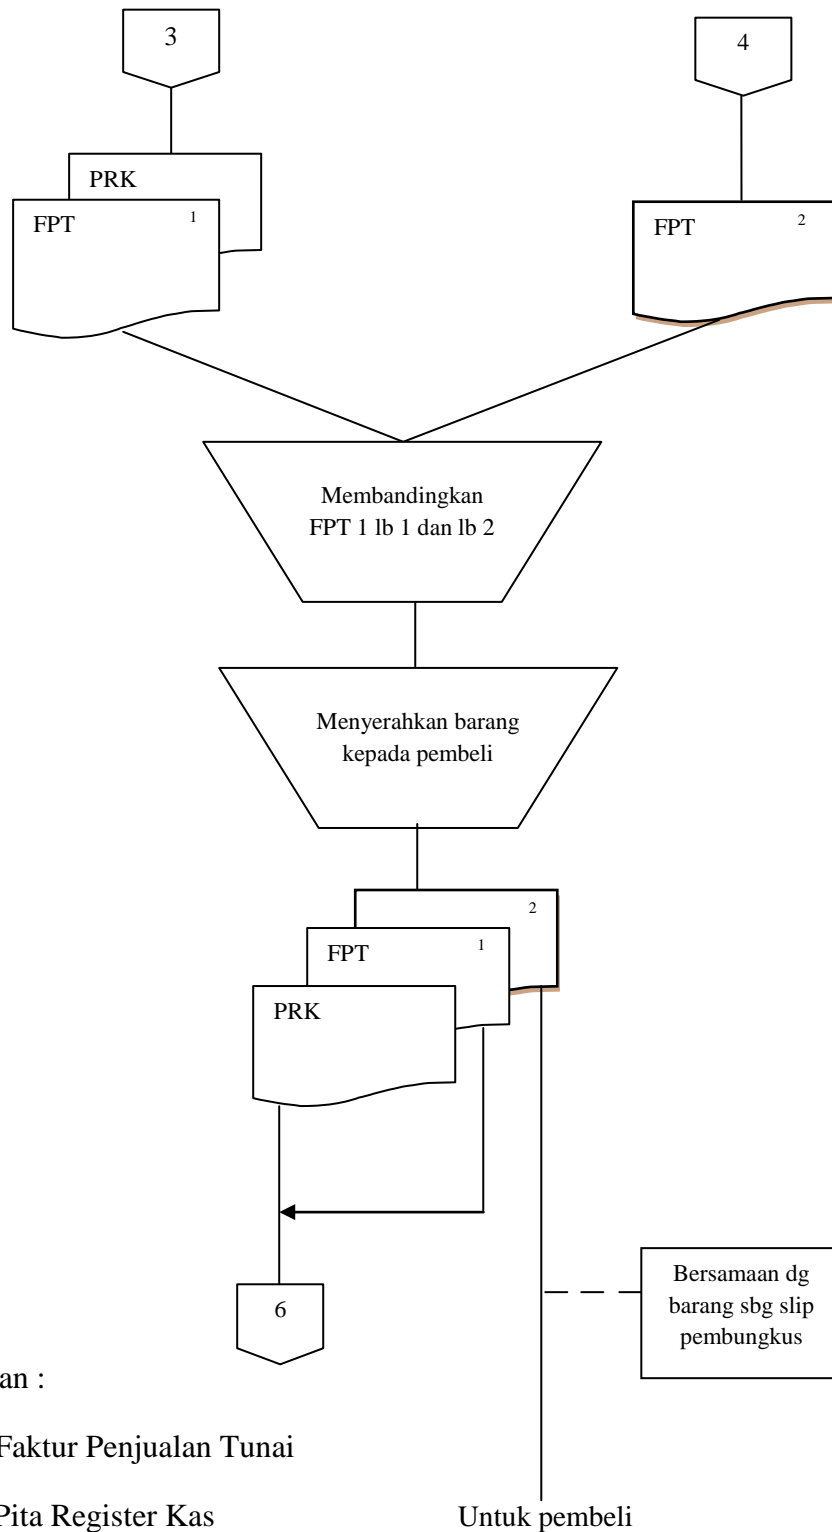 3
4
PRK
FPT 1
FPT 2
Membandingkan
FPT 1 lb 1 dan lb 2
Menyerahkan barang
kepada pembeli
2
FPT 1
PRK
Bersamaan dg
barang sbg slip
pembungkus
6
an :
Faktur Penjualan Tunai
Pita Register Kas
Untuk pembeli